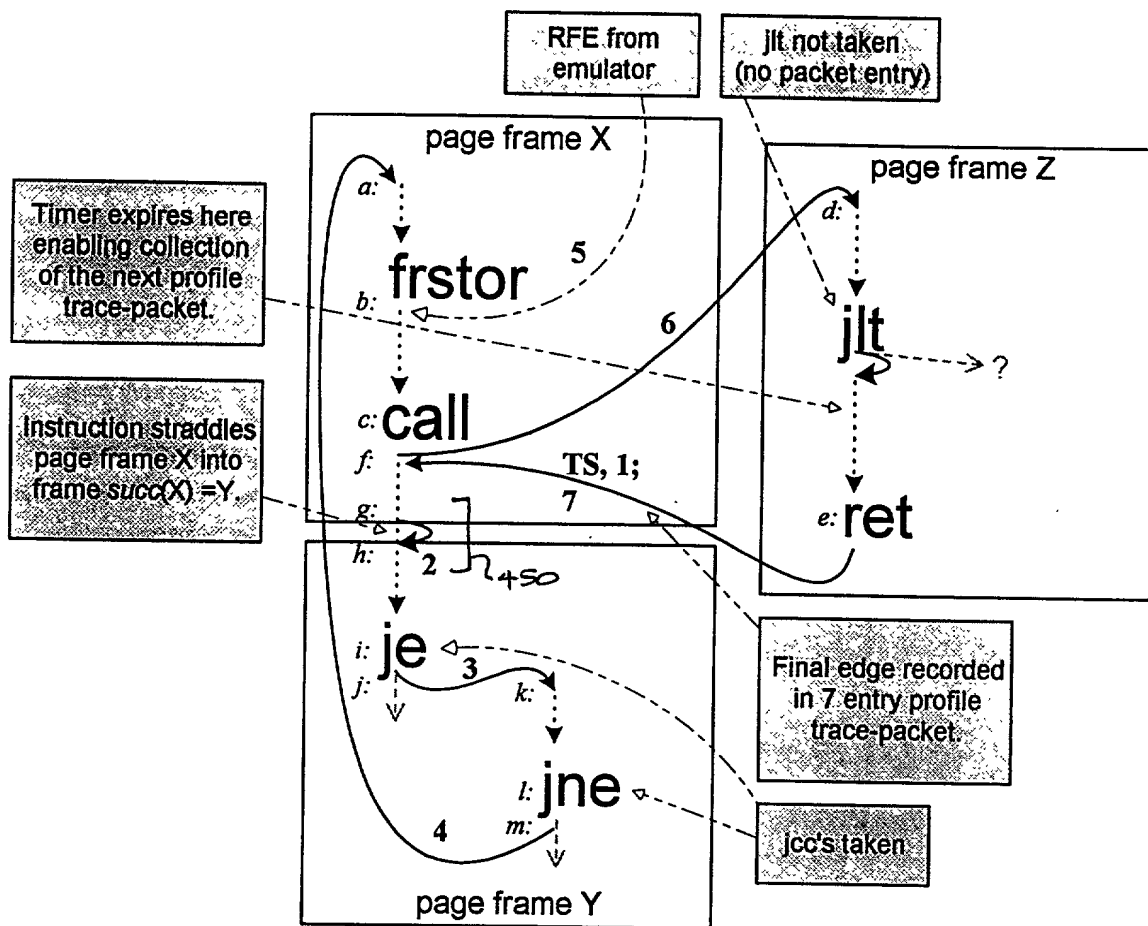 RFE from
emulator
jlt not taken
(no packet entry)
page frame X
page frame Z
a:
d:
Timer expires here
enabling collection
of the next profile
trace-packet.
frstor
5
b:
6
jlt
?
c: call
Instruction straddles
page frame X into
frame succ(X) =Y
f:
TS, 1;
7
g:
e: ret
h:
2
450
i: je
3
j:
k:
Final edge recorded
in 7 entry profile
trace-packet.
l: jne
4
m:
jcc's taken
page frame Y